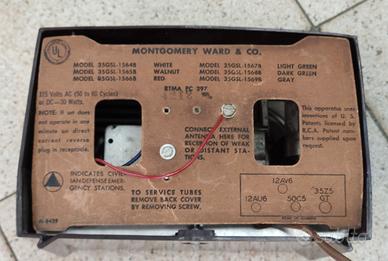 MONTGOMERY WARD & CO.
MODEL 35GSL-1564B WHITE MODEL 35GSL-1567B LIGHT GREEN
MODEL 35GSL-1565B WALNUT MODEL 35GSL-1568B DARK GREEN
MODEL 35GSL-1566B RED MODEL 35GSL-1569B GRAY
RTMA PC 297
115 Volts AC (50 to 60 Cycles)
or DC—30 Watts.
NOTE: If set does
not operate in one
minute on direct
current reverse
plug in receptacle.
CONNECT EXTERNAL
ANTENNA HERE FOR
RECEPTION OF WEAK
OR DISTANT STA-
TIONS.
This apparatus uses
inventions of U. S.
Patents licensed by
R.C.A. Patent num-
bers supplied upon
request.
INDICATES CIVIL-
IAN DEFENSE EMER-
GENCY STATIONS.
TO SERVICE TUBES
REMOVE BACK COVER
BY REMOVING SCREW.
12AV6
35Z5
12AU6 50C5 GT